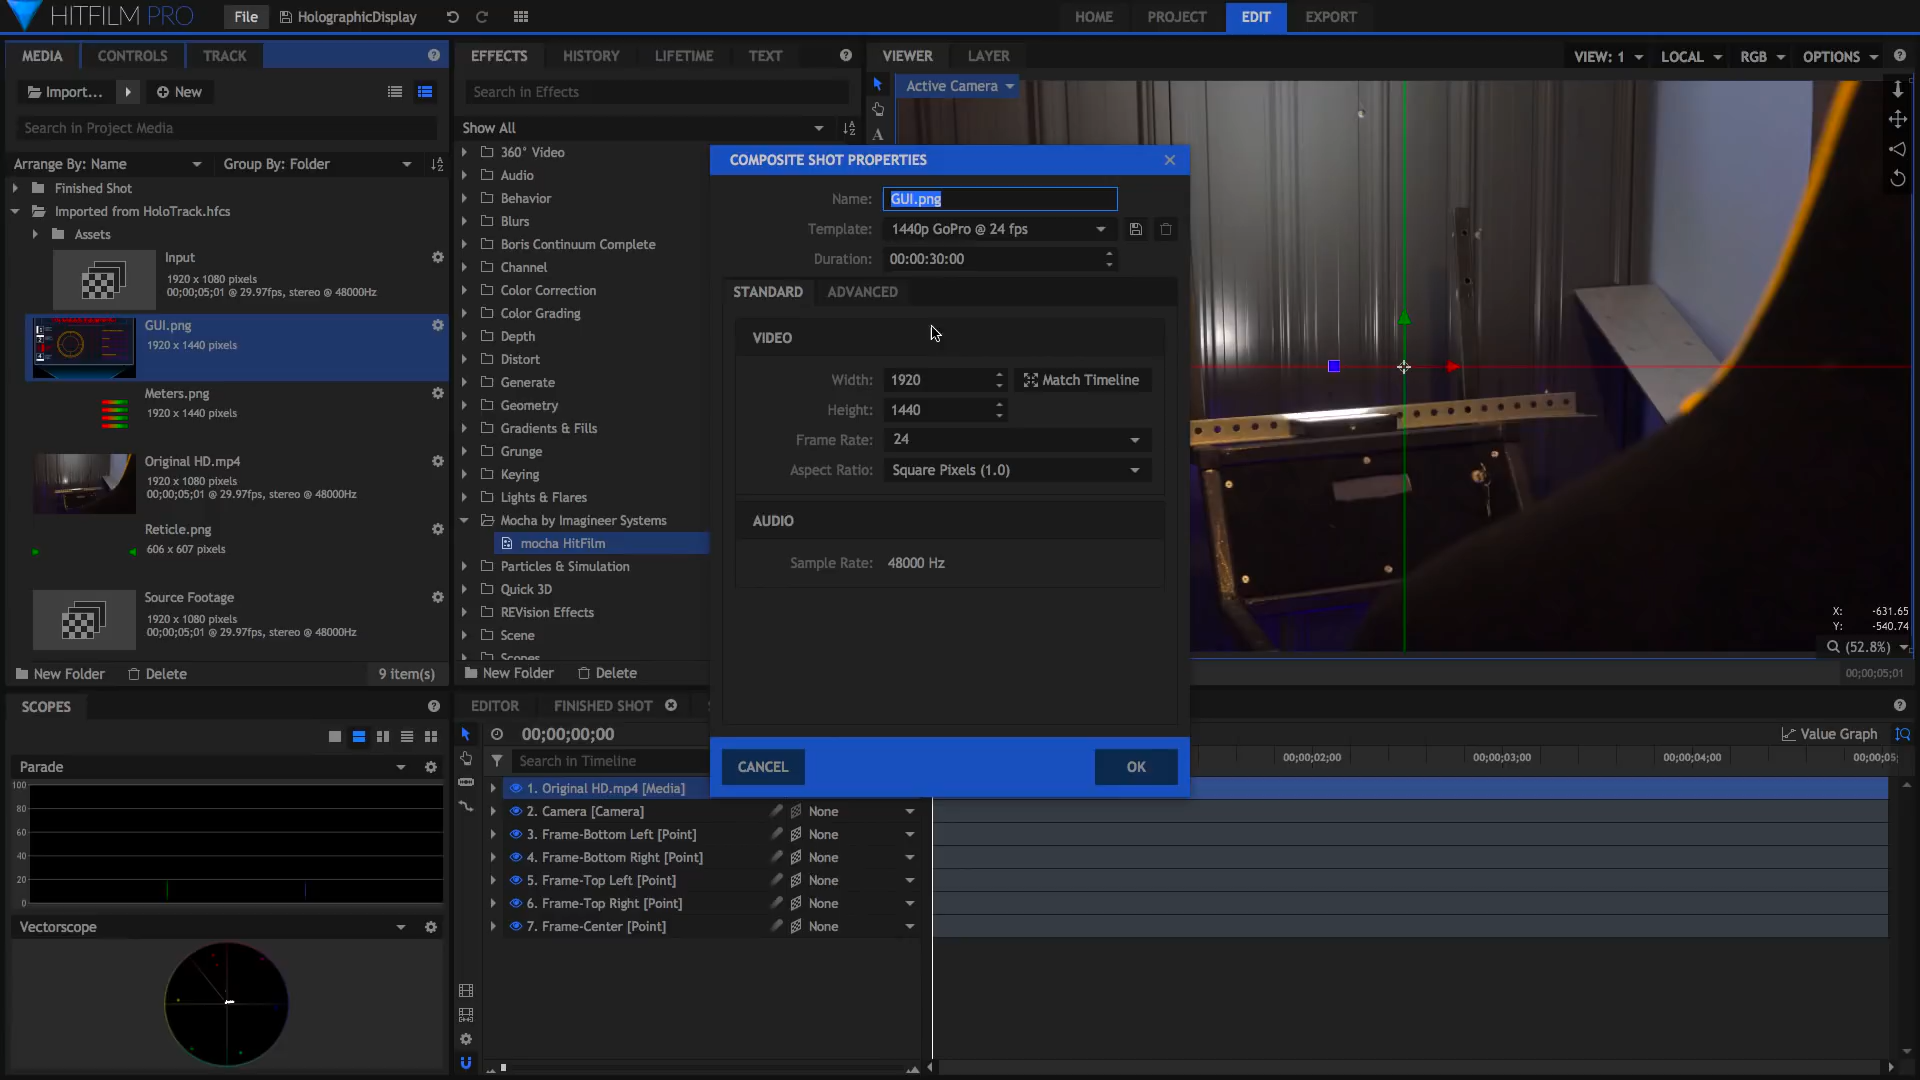 HITFILM PRO File HolographicDisplay HOME PROJECT EDIT EXPORT
MEDIA CONTROLS TRACK
Import... New
Search in Project Media
Arrange By: Name Group By: Folder
Finished Shot
Imported from HoloTrack.hfcs
Assets
Input
1920 x 1080 pixels
00;00;05;01 @ 29.97fps, stereo @ 48000Hz
GUI.png
1920 x 1440 pixels
Meters.png
1920 x 1440 pixels
Original HD.mp4
1920 x 1080 pixels
00;00;05;01 @ 29.97fps, stereo @ 48000Hz
Reticle.png
606 x 607 pixels
Source Footage
1920 x 1080 pixels
00;00;05;01 @ 29.97fps, stereo @ 48000Hz
New Folder Delete 9 item(s)
EFFECTS HISTORY LIFETIME TEXT
Search in Effects
Show All
360° Video
Audio
Behavior
Blurs
Boris Continuum Complete
Channel
Color Correction
Color Grading
Depth
Distort
Generate
Geometry
Gradients & Fills
Grunge
Keying
Lights & Flares
Mocha by Imagineer Systems
mocha HitFilm
Particles & Simulation
Quick 3D
REVision Effects
Scene
Scopes
New Folder Delete
VIEWER LAYER VIEW: 1 LOCAL RGB OPTIONS
Active Camera
A
X: -631.65
Y: -540.74
(52.8%)
00;00;05;01
COMPOSITE SHOT PROPERTIES
Name: GUI.png
Template: 1440p GoPro @ 24 fps
Duration: 00:00:30:00
STANDARD ADVANCED
VIDEO
Width: 1920 Match Timeline
Height: 1440
Frame Rate: 24
Aspect Ratio: Square Pixels (1.0)
AUDIO
Sample Rate: 48000 Hz
CANCEL OK
SCOPES
Parade
100
80
60
40
20
0
Vectorscope
EDITOR FINISHED SHOT
00;00;00;00 Value Graph
Search in Timeline 00;00;02;00 00;00;03;00 00;00;04;00 00;00;05;
1. Original HD.mp4 [Media]
2. Camera [Camera] None
3. Frame-Bottom Left [Point] None
4. Frame-Bottom Right [Point] None
5. Frame-Top Left [Point] None
6. Frame-Top Right [Point] None
7. Frame-Center [Point] None